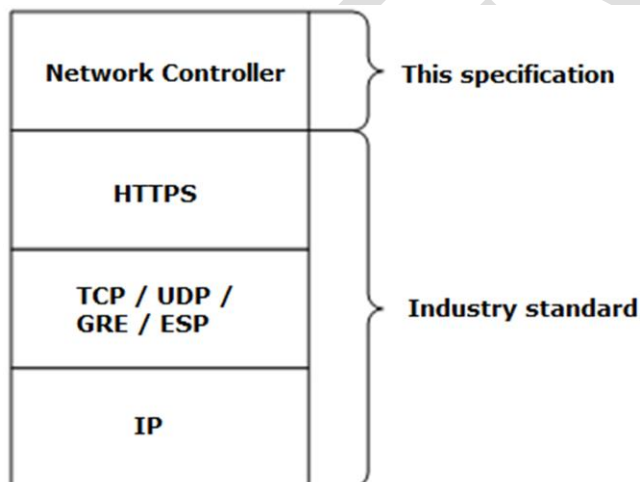 Network Controller
This specification
HTTPS
TCP / UDP /
GRE / ESP
Industry standard
IP